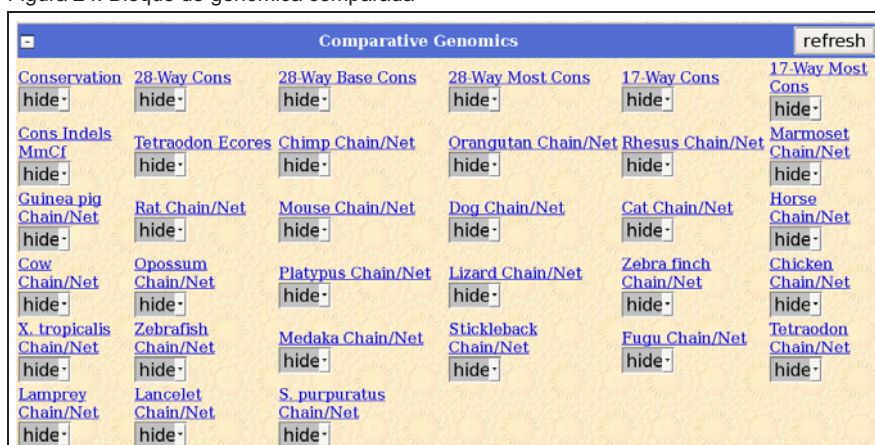 Figura 24. Bloque de genómica comparada
- Comparative Genomics refresh
Conservation 28-Way Cons 28-Way Base Cons 28-Way Most Cons 17-Way Cons 17-Way Most Cons
hide hide hide hide hide hide
Cons Indels MmCf Tetraodon Ecores Chimp Chain/Net Orangutan Chain/Net Rhesus Chain/Net Marmoset Chain/Net
hide hide hide hide hide hide
Guinea pig Chain/Net Rat Chain/Net Mouse Chain/Net Dog Chain/Net Cat Chain/Net Horse Chain/Net
hide hide hide hide hide hide
Cow Chain/Net Opossum Chain/Net Platypus Chain/Net Lizard Chain/Net Zebra finch Chain/Net Chicken Chain/Net
hide hide hide hide hide hide
X. tropicalis Chain/Net Zebrafish Chain/Net Medaka Chain/Net Stickleback Chain/Net Fugu Chain/Net Tetraodon Chain/Net
hide hide hide hide hide hide
Lamprey Chain/Net Lancelet Chain/Net S. purpuratus Chain/Net
hide hide hide